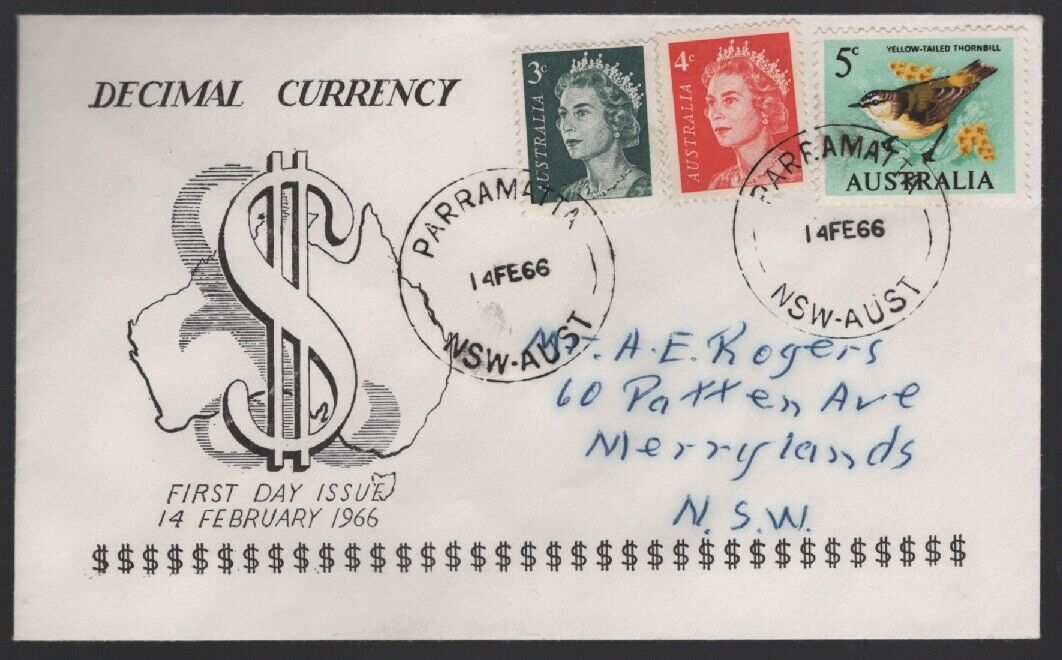 DECIMAL CURRENCY
3c
AUSTRALIA
4c
AUSTRALIA
5c
YELLOW-TAILED THORNBILL
AUSTRALIA
PARRAMATTA
14FE66
NSW-AUST
PARRAMATTA
14FE66
NSW-AUST
Mr. A. E. Rogers
60 Patten Ave
Merrylands
N.S.W.
$
FIRST DAY ISSUE
14 FEBRUARY 1966
$$$$$$$$$$$$$$$$$$$$$$$$$$$$$$$$$$$